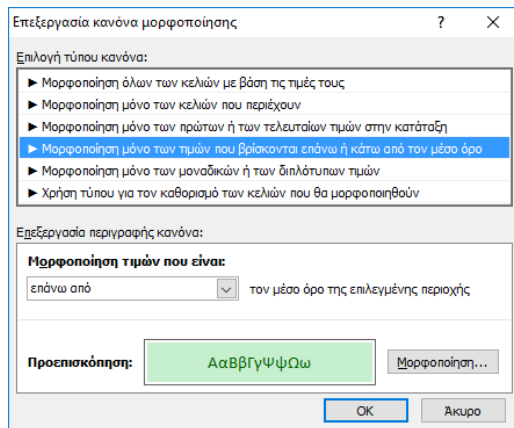 Επεξεργασία κανόνα μορφοποίησης ? ×
Επιλογή τύπου κανόνα:
► Μορφοποίηση όλων των κελιών με βάση τις τιμές τους
► Μορφοποίηση μόνο των κελιών που περιέχουν
► Μορφοποίηση μόνο των πρώτων ή των τελευταίων τιμών στην κατάταξη
► Μορφοποίηση μόνο των τιμών που βρίσκονται επάνω ή κάτω από τον μέσο όρο
► Μορφοποίηση μόνο των μοναδικών ή των διπλότυπων τιμών
► Χρήση τύπου για τον καθορισμό των κελιών που θα μορφοποιηθούν
Επεξεργασία περιγραφής κανόνα:
Μορφοποίηση τιμών που είναι:
επάνω από τον μέσο όρο της επιλεγμένης περιοχής
Προεπισκόπηση: ΑαΒβΓγΨψΩω Μορφοποίηση...
OK Άκυρο